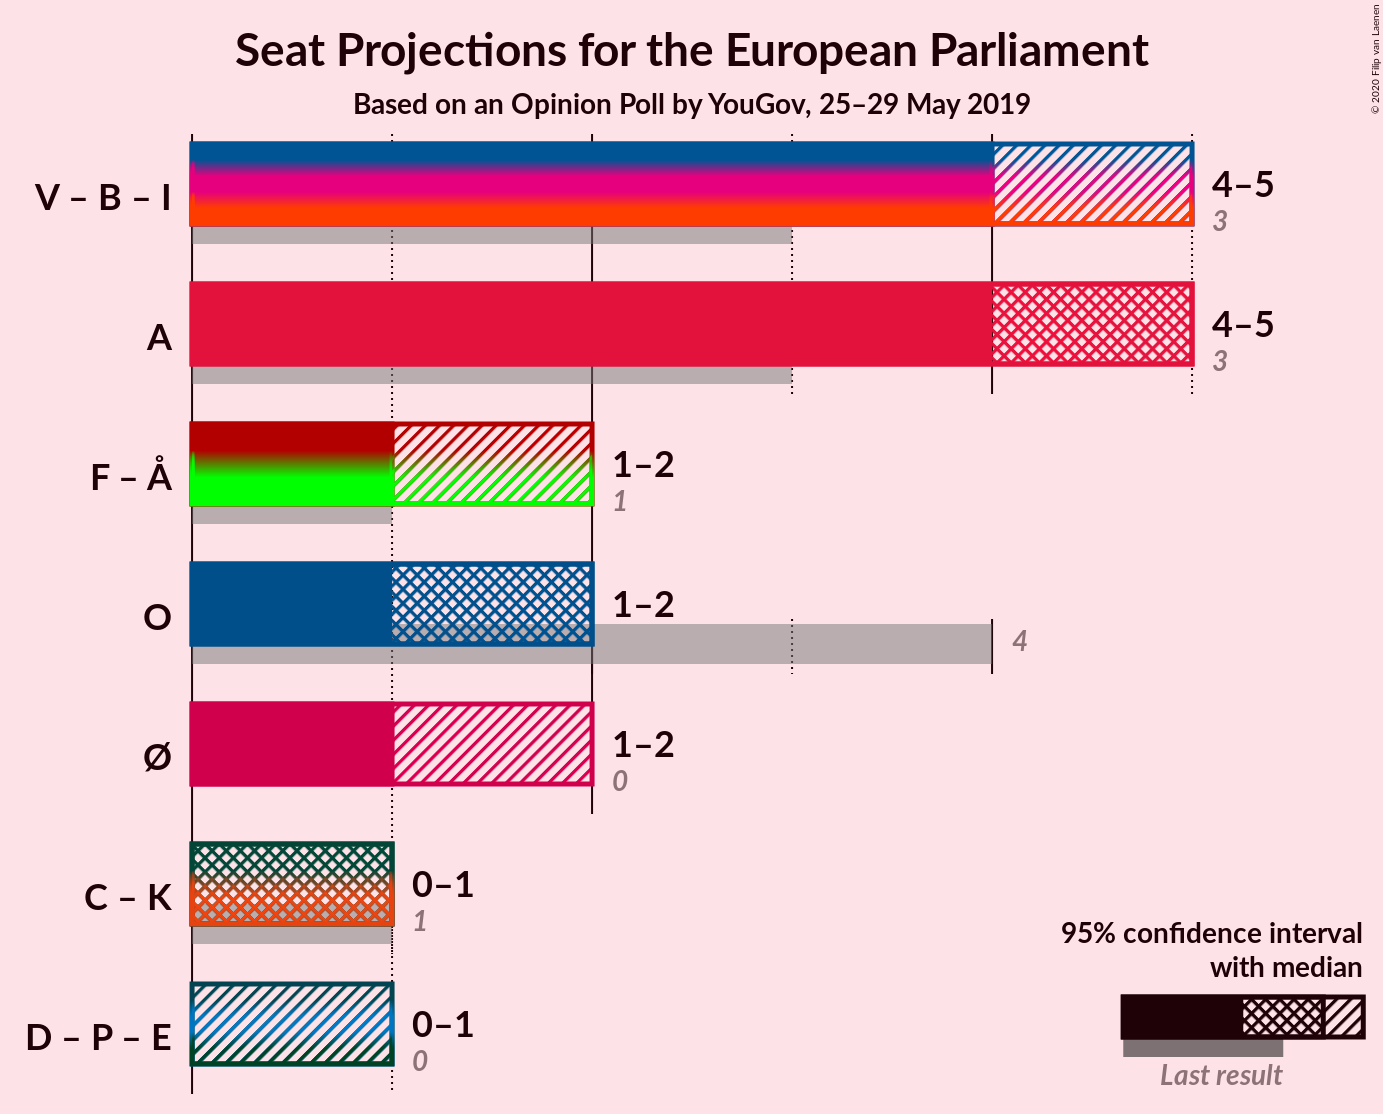 Seat Projections for the European Parliament
Based on an Opinion Poll by YouGov, 25–29 May 2019
© 2020 Filip van Laenen
V – B – I
4–5
3
A
4–5
3
F – Å
1–2
1
O
1–2
4
Ø
1–2
0
C – K
0–1
1
D – P – E
0–1
0
95% confidence interval
with median
Last result